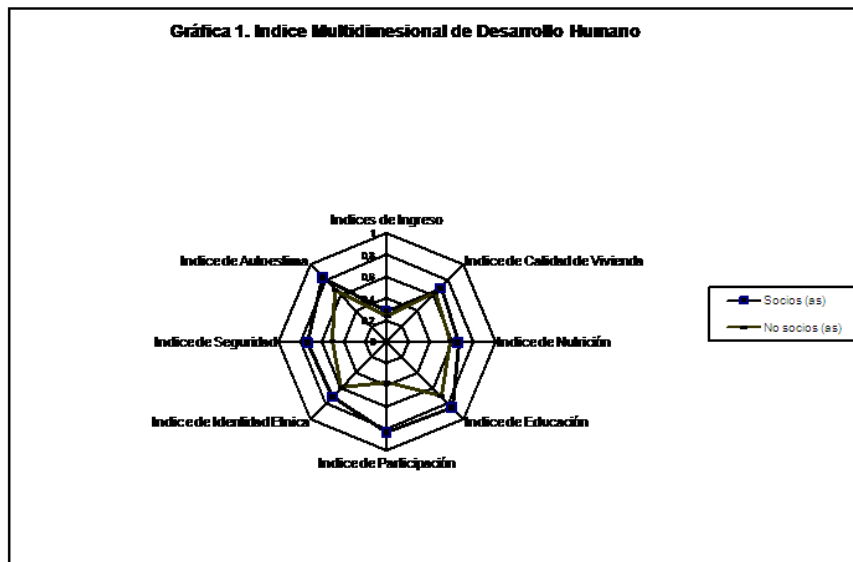 Gráfica 1. Indice Multidimesional de Desarrollo Humano
Indices de Ingreso
1
0,8
0,6
0,4
0,2
0
Indice de Autoestima
Indice de Calidad de Vivienda
Indice de Seguridad
Indice de Nutrición
Indice de Identidad Etnica
Indice de Educación
Indice de Participación
Socios (as)
No socios (as)